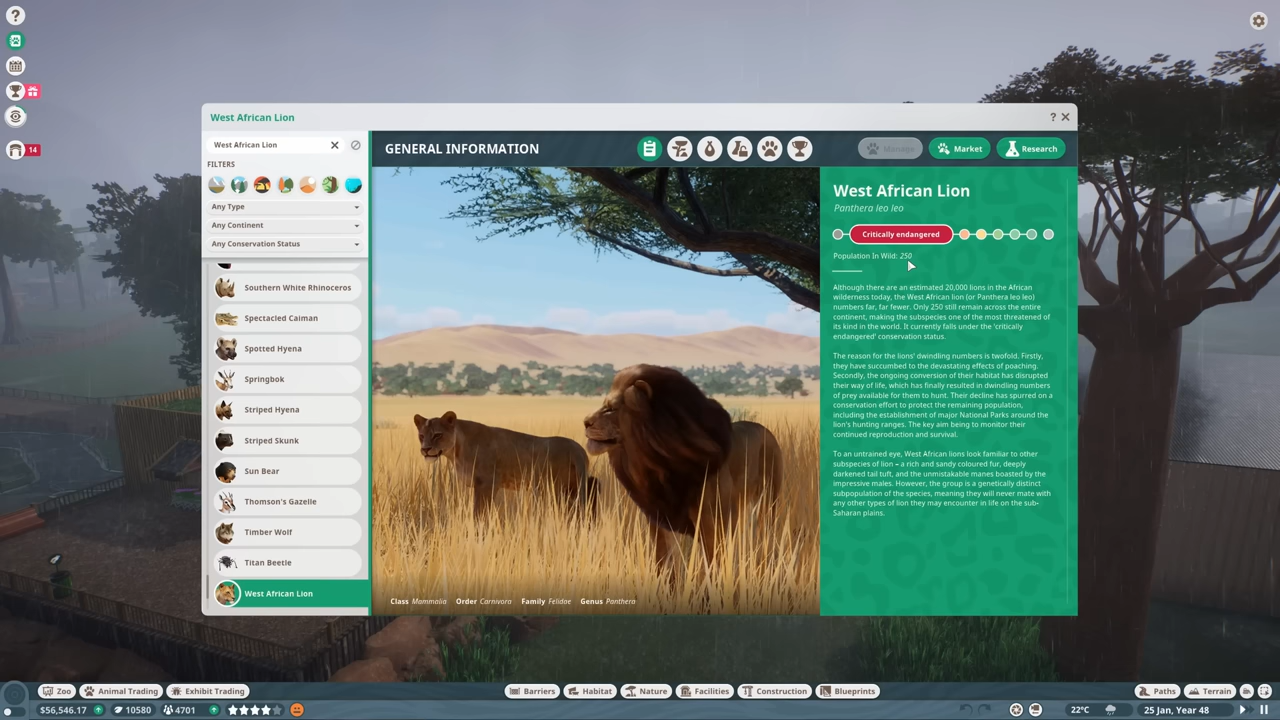 14
West African Lion
?
West African Lion
FILTERS
Any Type
Any Continent
Any Conservation Status
Southern White Rhinoceros
Spectacled Caiman
Spotted Hyena
Springbok
Striped Hyena
Striped Skunk
Sun Bear
Thomson's Gazelle
Timber Wolf
Titan Beetle
West African Lion
GENERAL INFORMATION
Manage
Market
Research
Class Mammalia Order Carnivora Family Felidae Genus Panthera
West African Lion
Panthera leo leo
Critically endangered
Population In Wild: 250
Although there are an estimated 20,000 lions in the African
wilderness today, the West African lion (or Panthera leo leo)
numbers far, far fewer. Only 250 still remain across the entire
continent, making the subspecies one of the most threatened of
its kind in the world. It currently falls under the 'critically
endangered' conservation status.
The reason for the lions' dwindling numbers is twofold. Firstly,
they have succumbed to the devastating effects of poaching.
Secondly, the ongoing conversion of their habitat has disrupted
their way of life, which has finally resulted in dwindling numbers
of prey available for them to hunt. Their decline has spurred on a
conservation effort to protect the remaining population,
including the establishment of major National Parks around the
lion's hunting ranges. The key aim being to monitor their
continued reproduction and survival.
To an untrained eye, West African lions look familiar to other
subspecies of lion – a rich and sandy coloured fur, deeply
darkened tail tuft, and the unmistakable manes boasted by the
impressive males. However, the group is a genetically distinct
subpopulation of the species, meaning they will never mate with
any other types of lion they may encounter in life on the sub-
Saharan plains.
Zoo
Animal Trading
Exhibit Trading
Barriers
Habitat
Nature
Facilities
Construction
Blueprints
Paths
Terrain
$56,546.17
10580
4701
22°C
25 Jan, Year 48